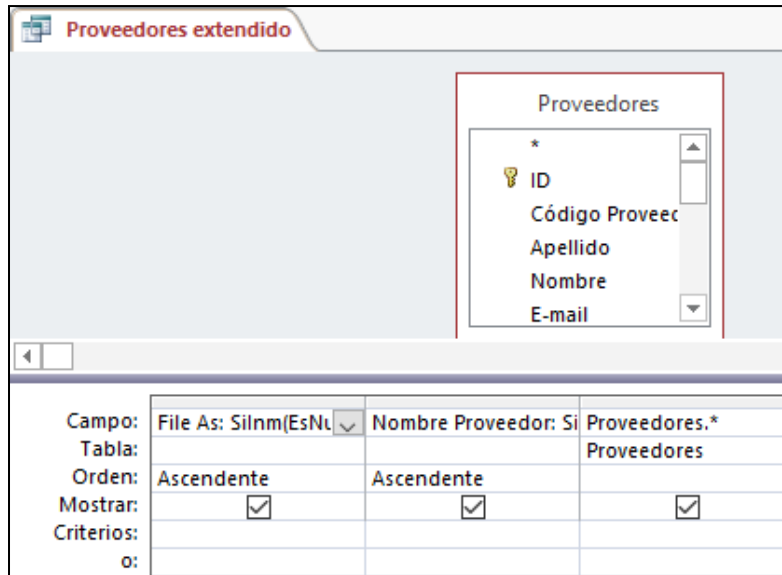 Proveedores extendido
Proveedores
*
ID
Código Proveec
Apellido
Nombre
E-mail
Campo: File As: SiInm(EsNu Nombre Proveedor: Si Proveedores.*
Tabla: Proveedores
Orden: Ascendente Ascendente
Mostrar:
Criterios:
o: